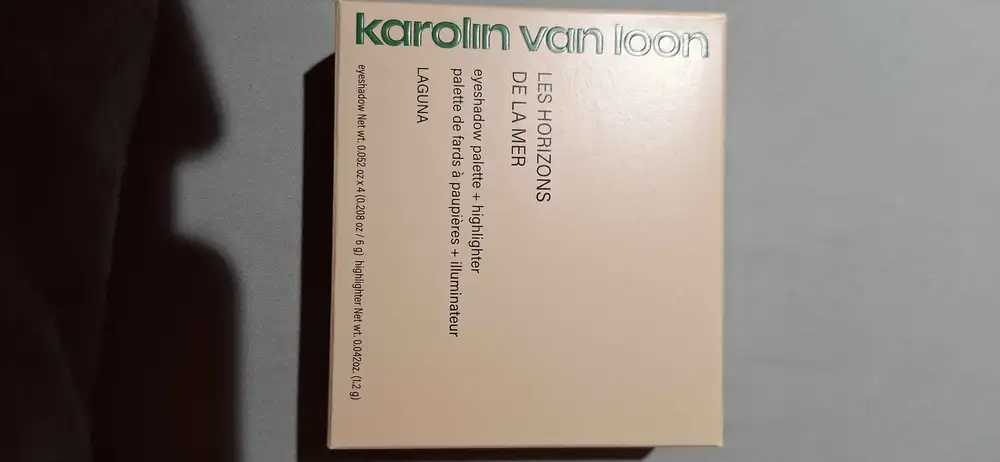 karolin van loon
LES HORIZONS
DE LA MER
eyeshadow palette + highlighter
palette de fards à paupières + illuminateur
LAGUNA
eyeshadow Net wt. 0.052 oz x 4 (0.208 oz / 6 g) highlighter Net wt. 0.042oz. (1.2 g)